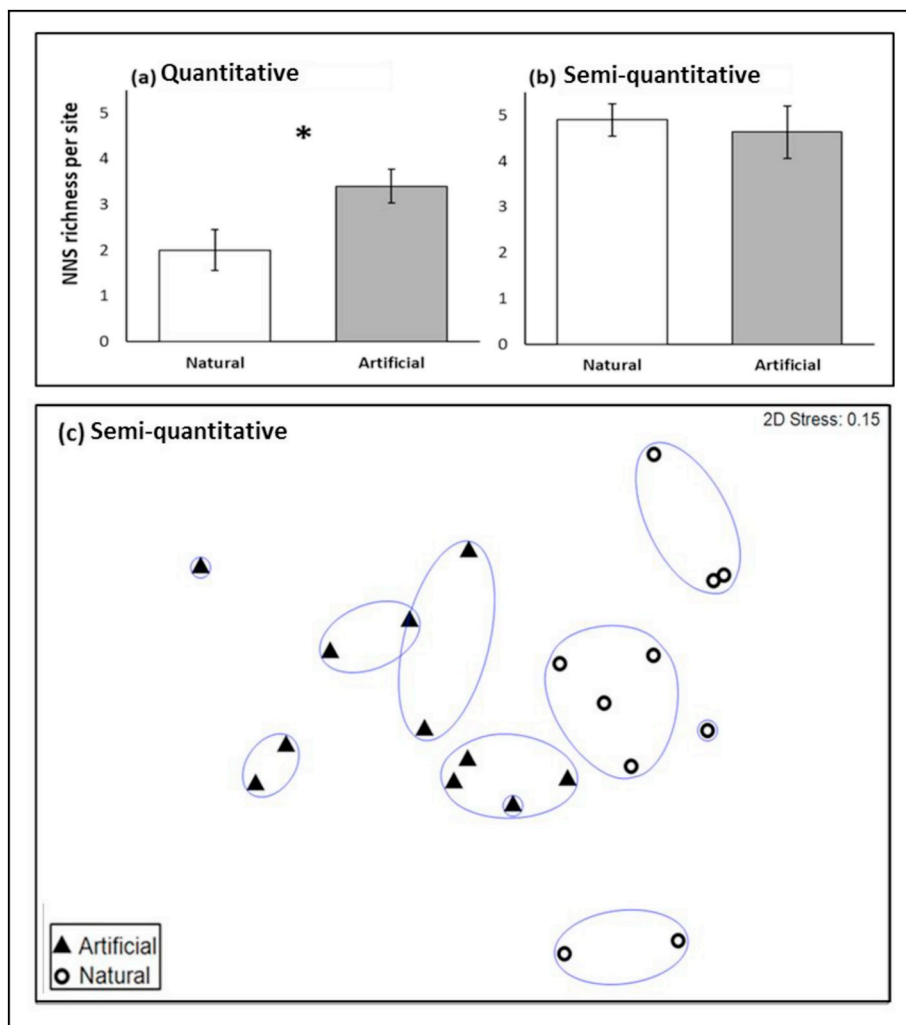 (a) Quantitative
NNS richness per site
5
4
3
2
1
0
*
Natural
Artificial
(b) Semi-quantitative
5
4
3
2
1
0
Natural
Artificial
(c) Semi-quantitative
2D Stress: 0.15
Artificial
Natural